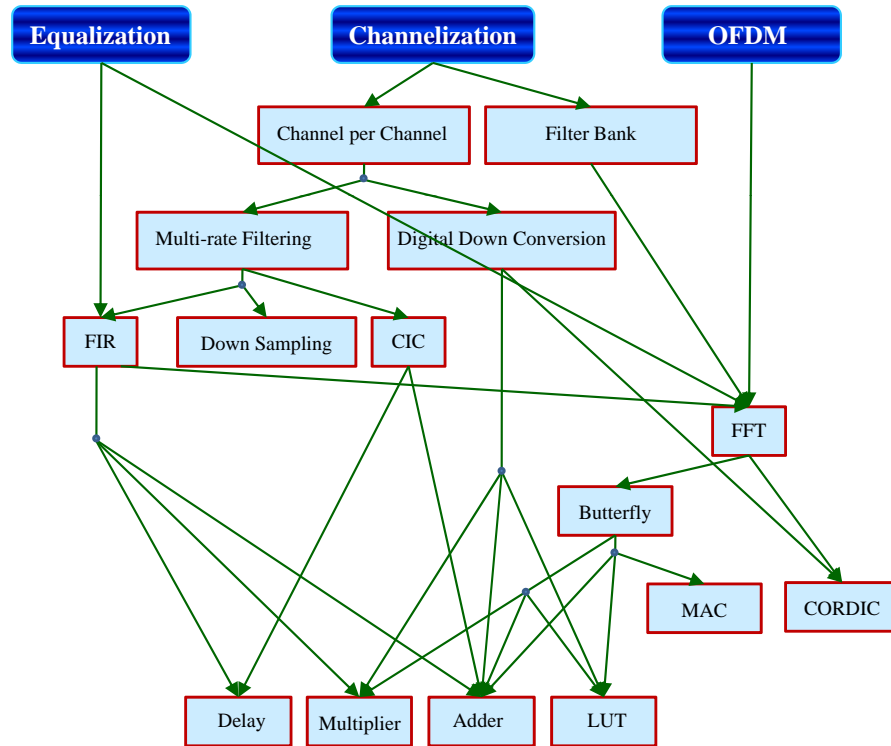 Equalization
Channelization
OFDM
Channel per Channel
Filter Bank
Multi-rate Filtering
Digital Down Conversion
FIR
Down Sampling
CIC
FFT
Butterfly
MAC
CORDIC
Delay
Multiplier
Adder
LUT